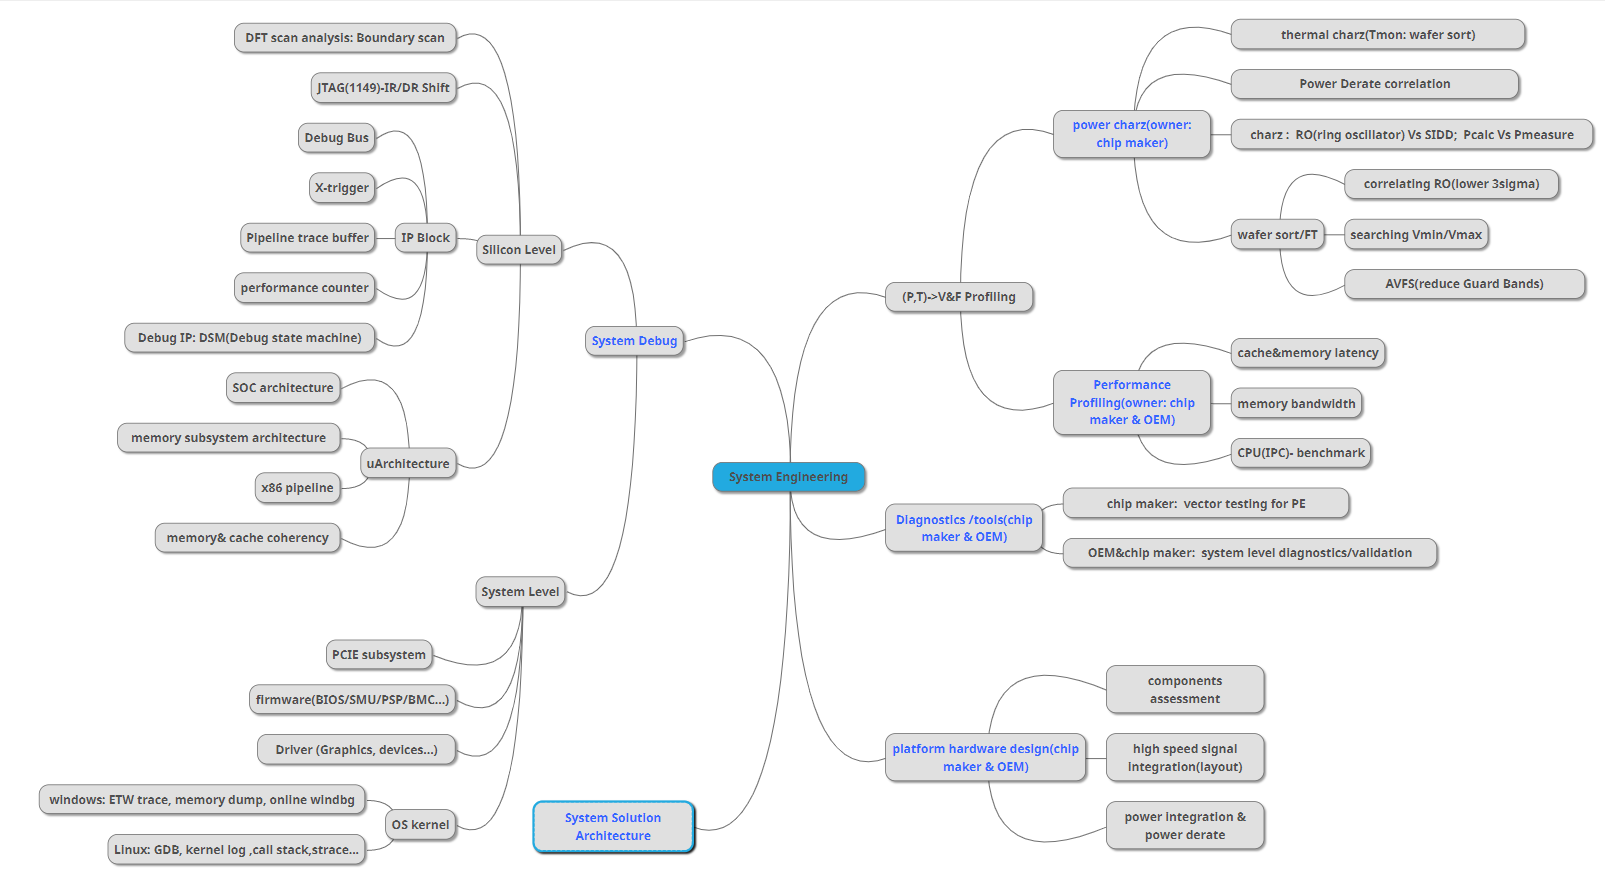 DFT scan analysis: Boundary scan
JTAG(1149)-IR/DR Shift
Debug Bus
X-trigger
Pipeline trace buffer
IP Block
performance counter
Debug IP: DSM(Debug state machine)
Silicon Level
SOC architecture
memory subsystem architecture
uArchitecture
x86 pipeline
memory& cache coherency
System Debug
System Level
PCIE subsystem
firmware(BIOS/SMU/PSP/BMC...)
Driver (Graphics, devices...)
windows: ETW trace, memory dump, online windbg
OS kernel
Linux: GDB, kernel log ,call stack,strace...
System Solution
Architecture
System Engineering
thermal charz(Tmon: wafer sort)
Power Derate correlation
power charz(owner:
chip maker)
charz : RO(ring oscillator) Vs SIDD; Pcalc Vs Pmeasure
correlating RO(lower 3sigma)
wafer sort/FT
searching Vmin/Vmax
AVFS(reduce Guard Bands)
(P,T)->V&F Profiling
cache&memory latency
Performance
Profiling(owner: chip
maker & OEM)
memory bandwidth
CPU(IPC)- benchmark
Diagnostics /tools(chip
maker & OEM)
chip maker: vector testing for PE
OEM&chip maker: system level diagnostics/validation
components
assessment
platform hardware design(chip
maker & OEM)
high speed signal
integration(layout)
power integration &
power derate